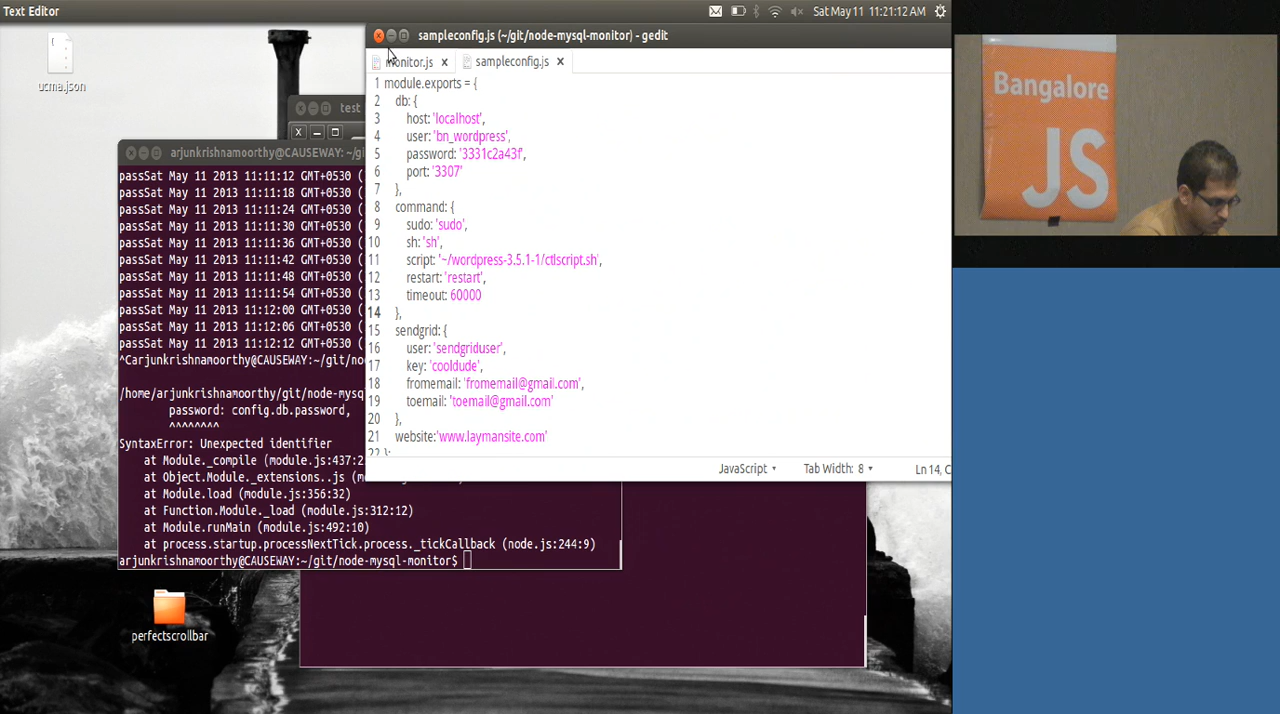 Text Editor
Sat May 11 11:21:12 AM
ucma.json
sampleconfig.js (~/git/node-mysql-monitor) - gedit
monitor.js
sampleconfig.js
1 module.exports = {
2 db: {
3 host: 'localhost',
4 user: 'bn_wordpress',
5 password: '3331c2a43f',
6 port: '3307'
7 },
8 command: {
9 sudo: 'sudo',
10 sh: 'sh',
11 script: '~/wordpress-3.5.1-1/ctlscript.sh',
12 restart: 'restart',
13 timeout: 60000
14 },
15 sendgrid: {
16 user: 'sendgriduser',
17 key: 'cooldude',
18 fromemail: 'fromemail@gmail.com',
19 toemail: 'toemail@gmail.com'
20 },
21 website:'www.laymansite.com'
22 };
JavaScript
Tab Width: 8
Ln 14, C
test
arjunkrishnamoorthy@CAUSEWAY: ~/gi
passSat May 11 2013 11:11:12 GMT+0530 (
passSat May 11 2013 11:11:18 GMT+0530 (
passSat May 11 2013 11:11:24 GMT+0530 (
passSat May 11 2013 11:11:30 GMT+0530 (
passSat May 11 2013 11:11:36 GMT+0530 (
passSat May 11 2013 11:11:42 GMT+0530 (
passSat May 11 2013 11:11:48 GMT+0530 (
passSat May 11 2013 11:11:54 GMT+0530 (
passSat May 11 2013 11:12:00 GMT+0530 (
passSat May 11 2013 11:12:06 GMT+0530 (
passSat May 11 2013 11:12:12 GMT+0530 (
^Carjunkrishnamoorthy@CAUSEWAY:~/git/no
/home/arjunkrishnamoorthy/git/node-mysq
password: config.db.password,
^^^^^^^^
SyntaxError: Unexpected identifier
at Module._compile (module.js:437:2
at Object.Module._extensions..js (m
at Module.load (module.js:356:32)
at Function.Module._load (module.js:312:12)
at Module.runMain (module.js:492:10)
at process.startup.processNextTick.process._tickCallback (node.js:244:9)
arjunkrishnamoorthy@CAUSEWAY:~/git/node-mysql-monitor$
perfectscrollbar
Bangalore
JS